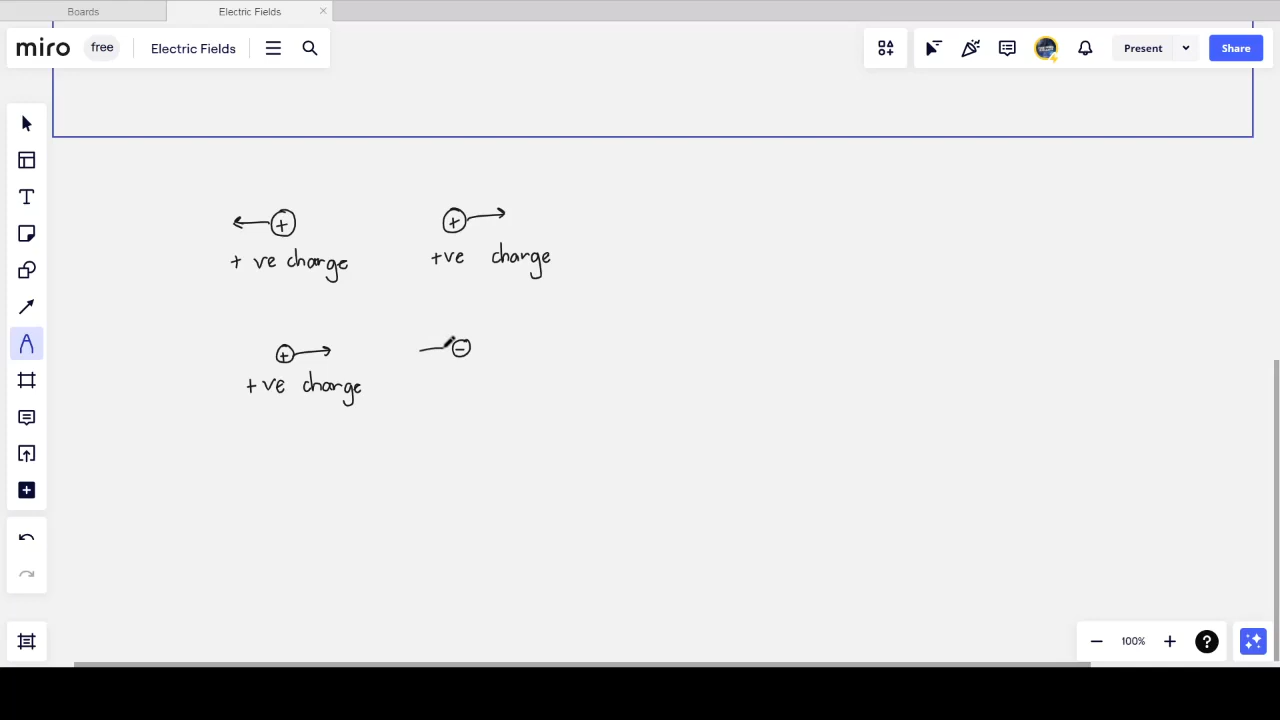 Boards
Electric Fields
miro free Electric Fields
Present
Share
+ +
+ ve charge +ve charge
+ −
+ve charge
100%
?